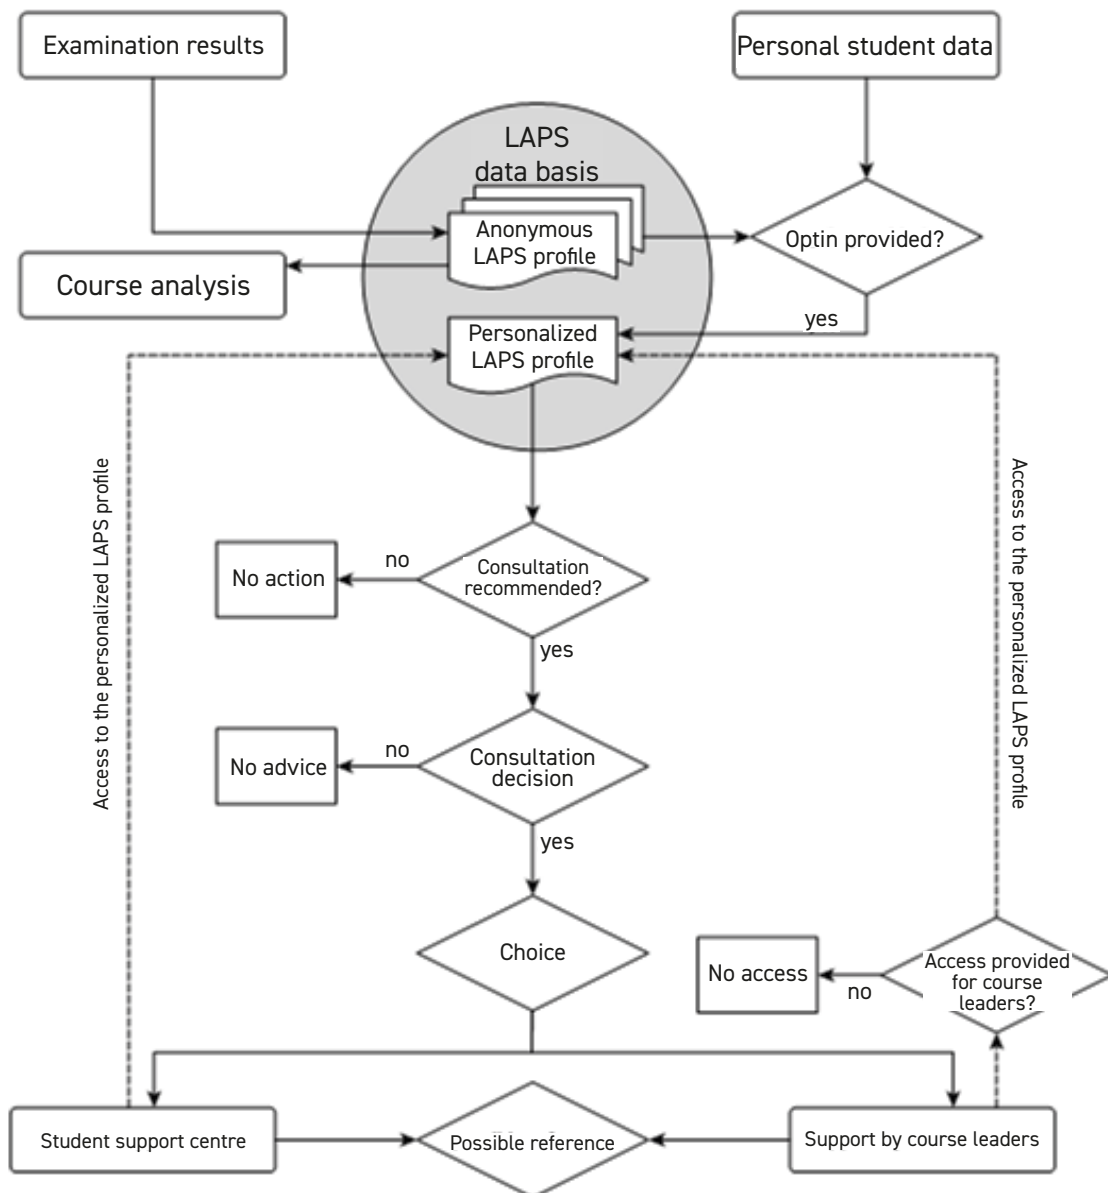 Examination results
Personal student data
LAPS
data basis
Anonymous
LAPS profile
Optin provided?
Course analysis
yes
Personalized
LAPS profile
Access to the personalized LAPS profile
Access to the personalized LAPS profile
Consultation
recommended?
no
No action
yes
Consultation
decision
no
No advice
yes
Choice
Access provided
for course
leaders?
no
No access
Student support centre
Possible reference
Support by course leaders